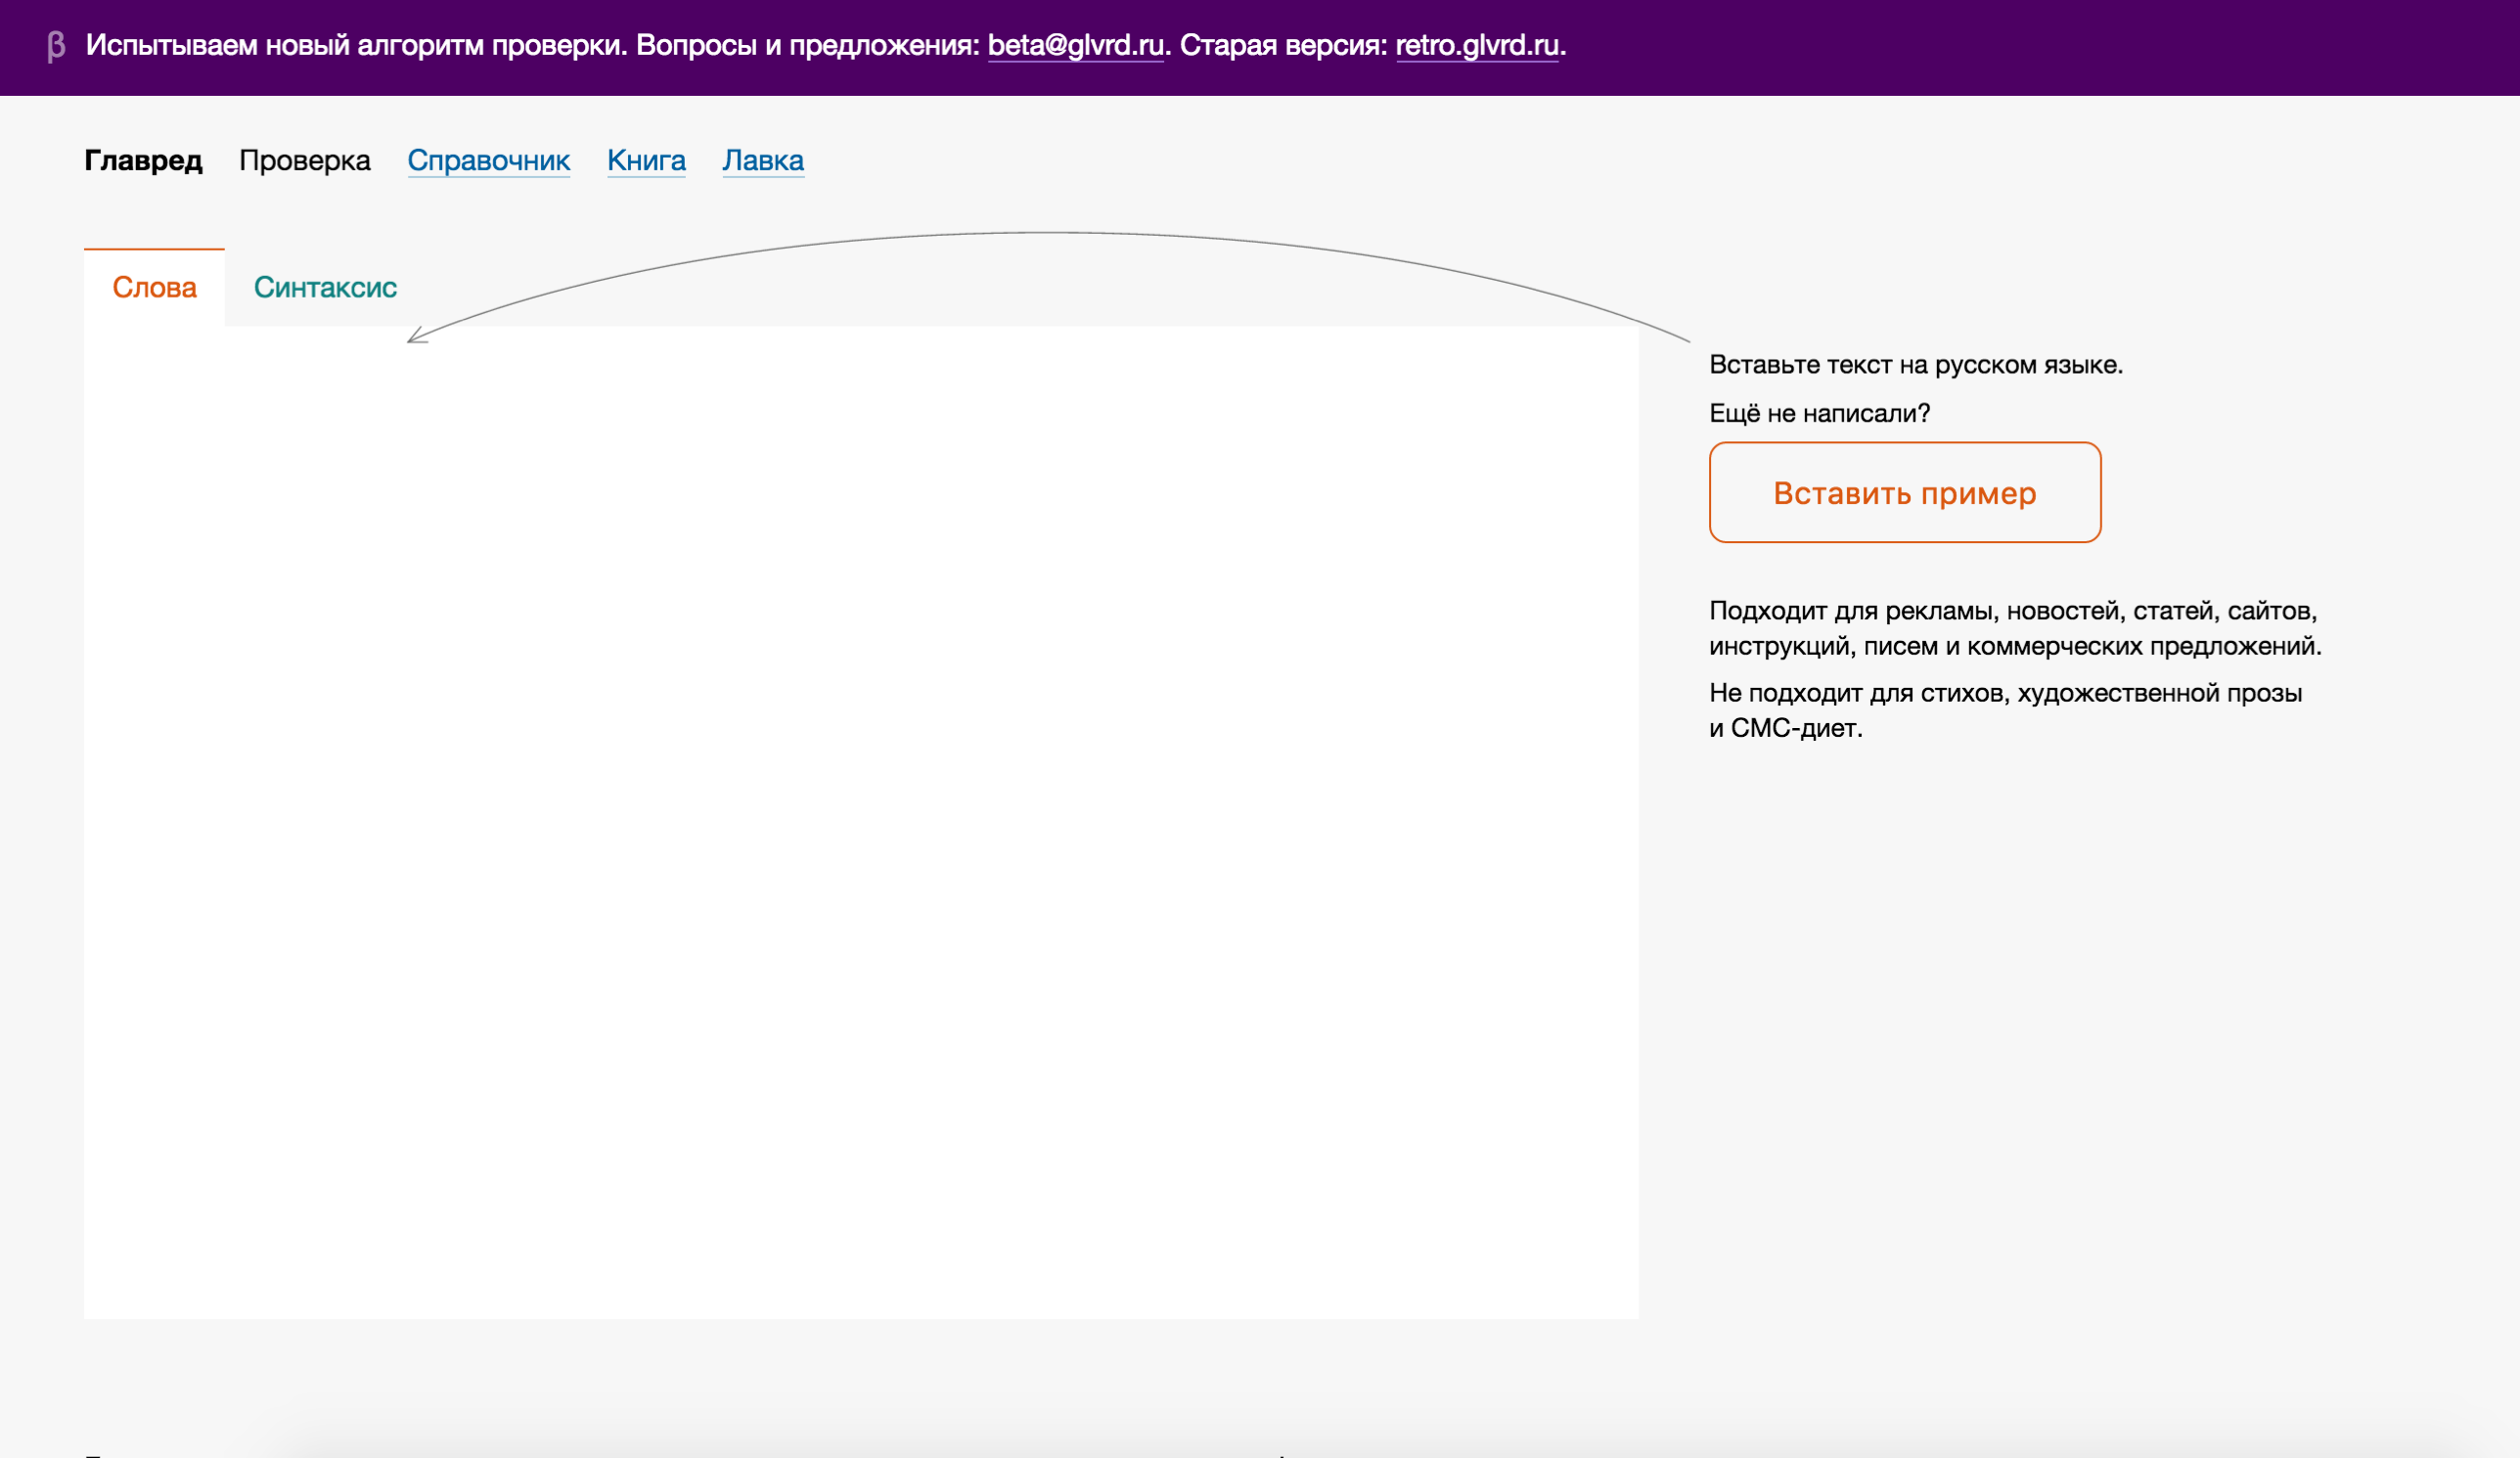 β Испытываем новый алгоритм проверки. Вопросы и предложения: beta@glvrd.ru. Старая версия: retro.glvrd.ru.
Главред Проверка Справочник Книга Лавка
Слова Синтаксис
Вставьте текст на русском языке.
Ещё не написали?
Вставить пример
Подходит для рекламы, новостей, статей, сайтов,
инструкций, писем и коммерческих предложений.
Не подходит для стихов, художественной прозы
и СМС-диет.